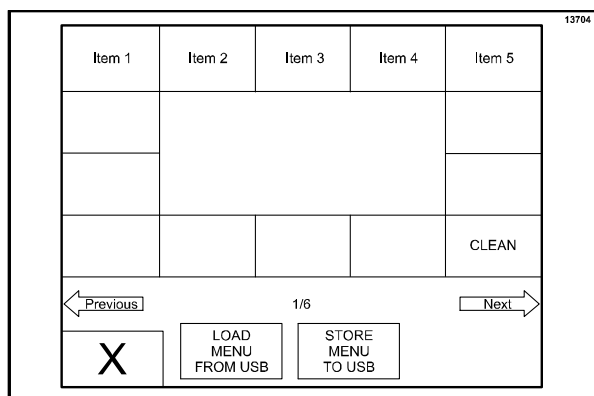 13704
Item 1
Item 2
Item 3
Item 4
Item 5
CLEAN
Previous
1/6
Next
X
LOAD
MENU
FROM USB
STORE
MENU
TO USB